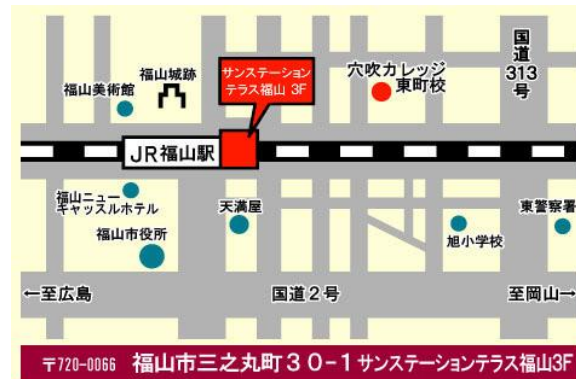 国道313号
サンステーション
テラス福山 3F
穴吹カレッジ
東町校
福山城跡
福山美術館
JR福山駅
福山ニュー
キャッスルホテル
天満屋
東警察署
福山市役所
旭小学校
←至広島
国道2号
至岡山→
〒720-0066 福山市三之丸町30-1 サンステーションテラス福山3F